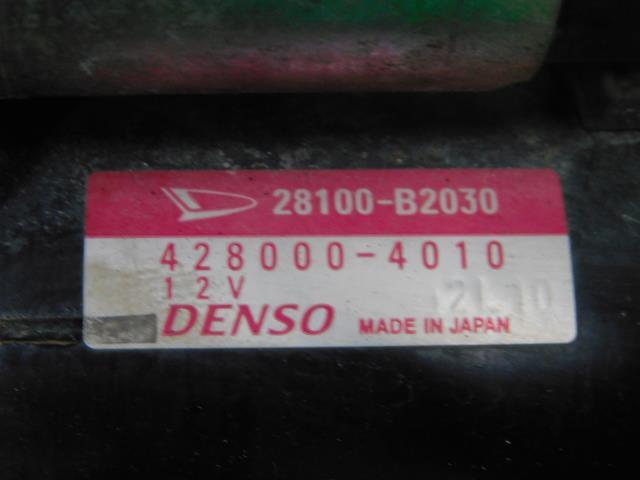 28100-B2030
428000-4010
12V
DENSO MADE IN JAPAN